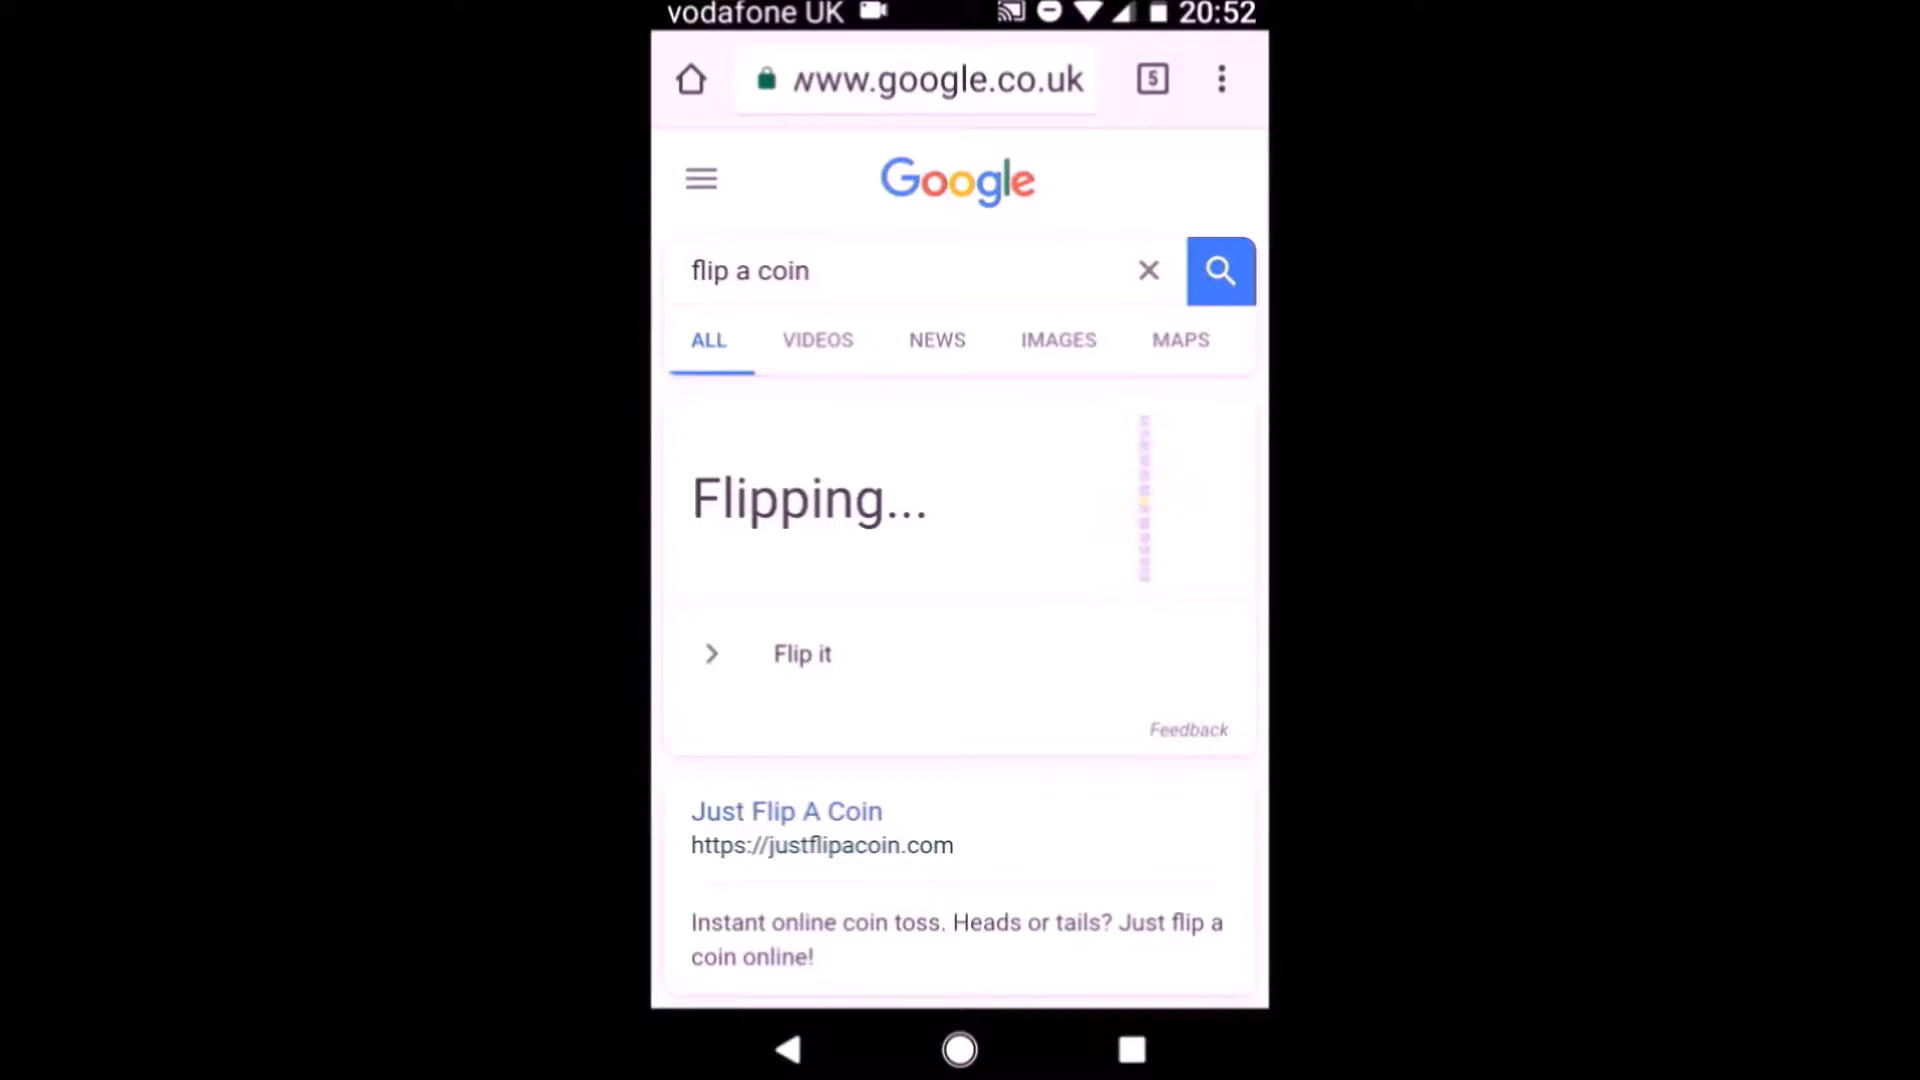 vodafone UK 20:52
www.google.co.uk 5
Google
flip a coin
ALL VIDEOS NEWS IMAGES MAPS
Flipping...
Flip it
Feedback
Just Flip A Coin
https://justflipacoin.com
Instant online coin toss. Heads or tails? Just flip a
coin online!